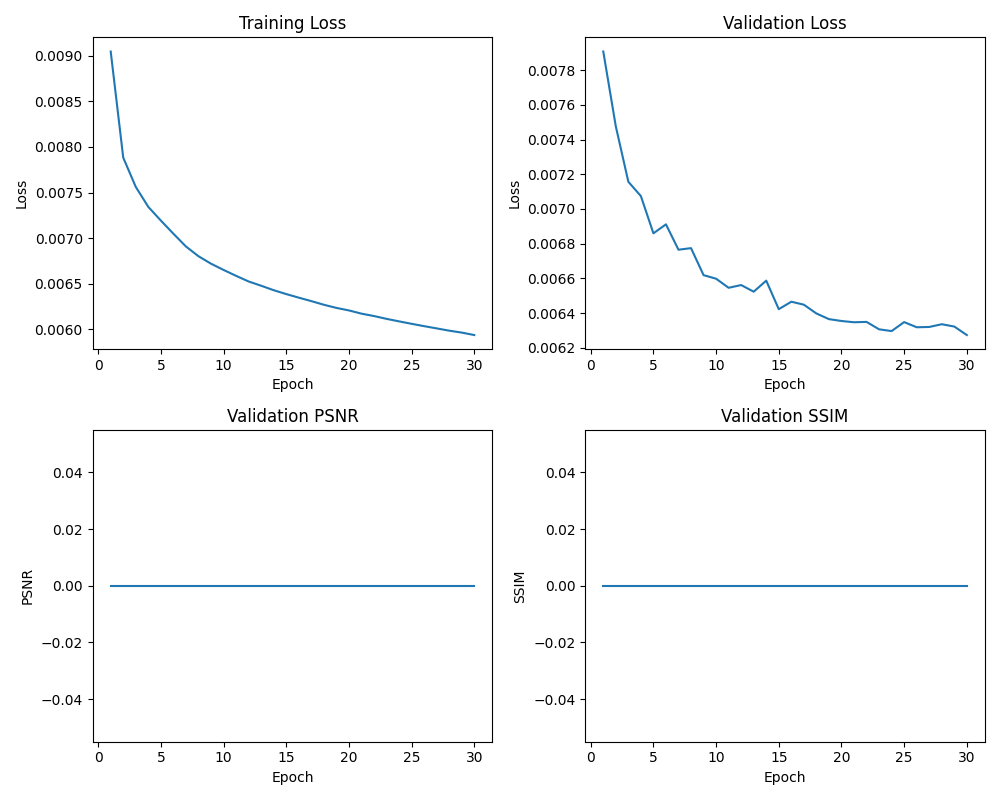 Training Loss
Loss
0.0090
0.0085
0.0080
0.0075
0.0070
0.0065
0.0060
0 5 10 15 20 25 30
Epoch
Validation Loss
Loss
0.0078
0.0076
0.0074
0.0072
0.0070
0.0068
0.0066
0.0064
0.0062
0 5 10 15 20 25 30
Epoch
Validation PSNR
PSNR
0.04
0.02
0.00
−0.02
−0.04
0 5 10 15 20 25 30
Epoch
Validation SSIM
SSIM
0.04
0.02
0.00
−0.02
−0.04
0 5 10 15 20 25 30
Epoch